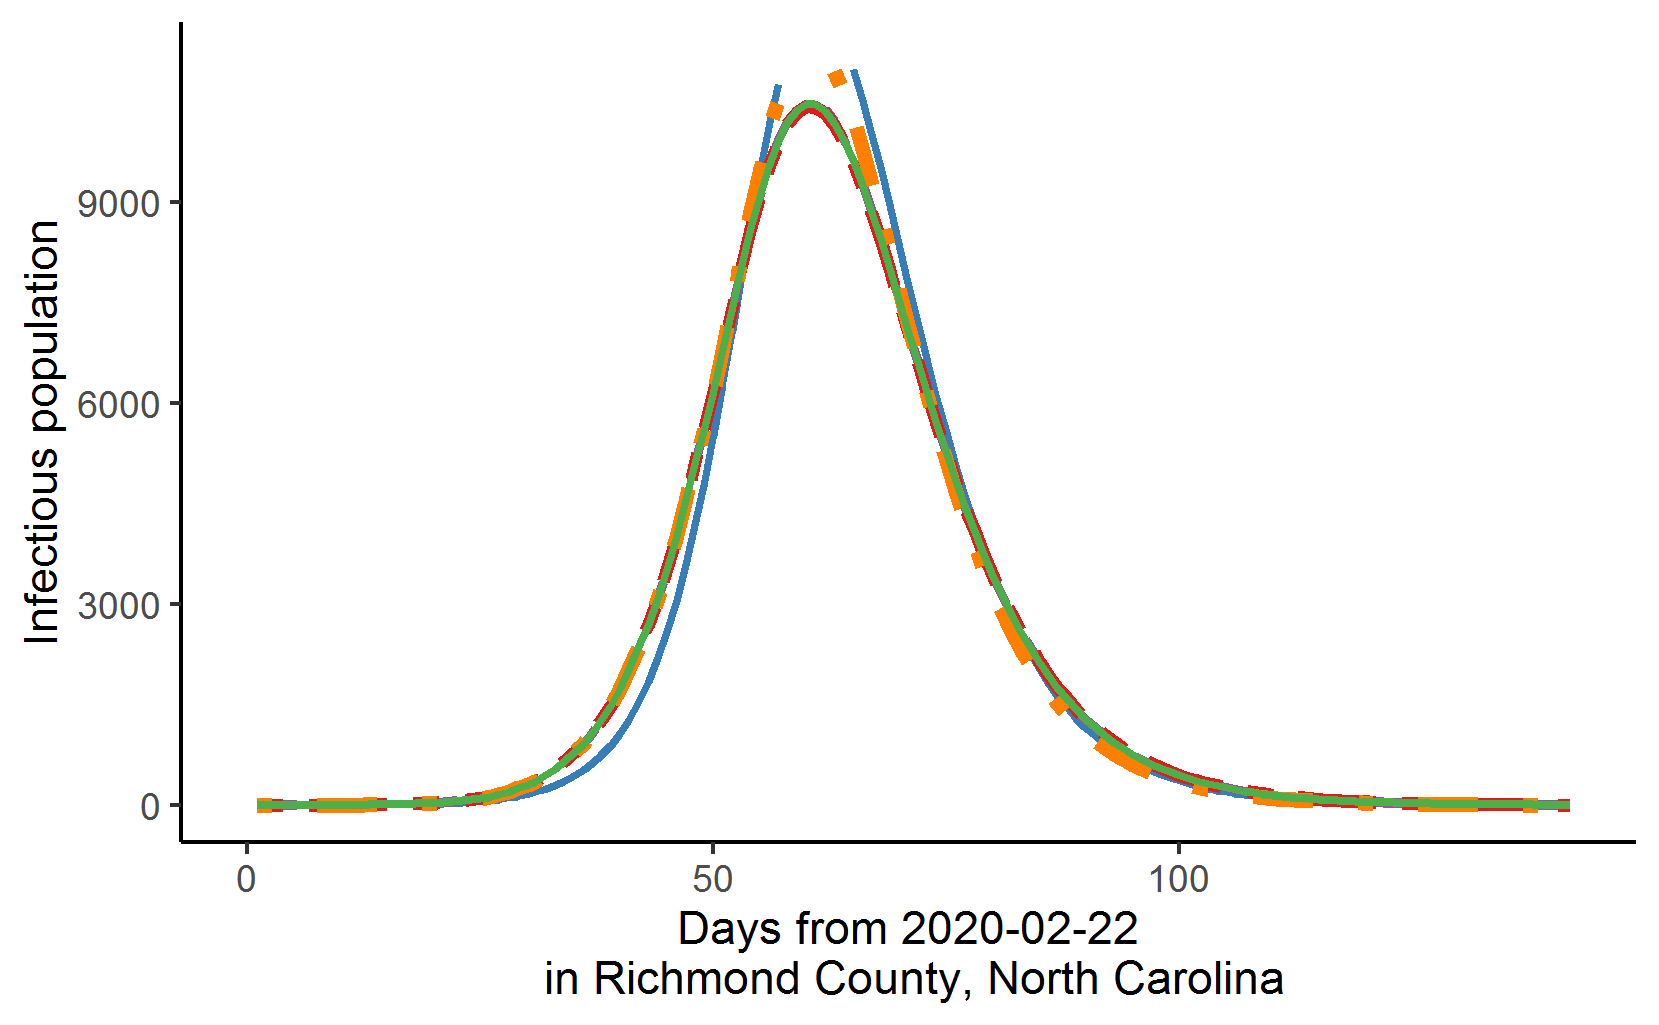 Infectious population
9000
6000
3000
0
0 50 100
Days from 2020-02-22
in Richmond County, North Carolina